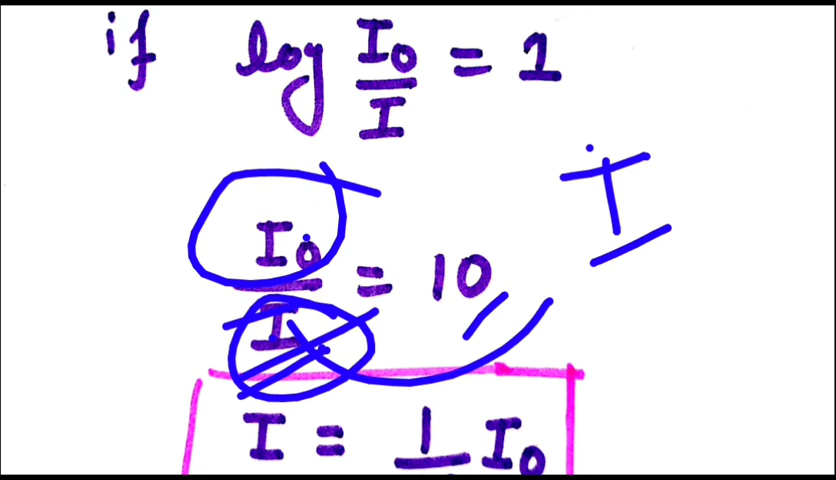 if log I₀/I = 1
I₀/I = 10
I
I = 1/ I₀